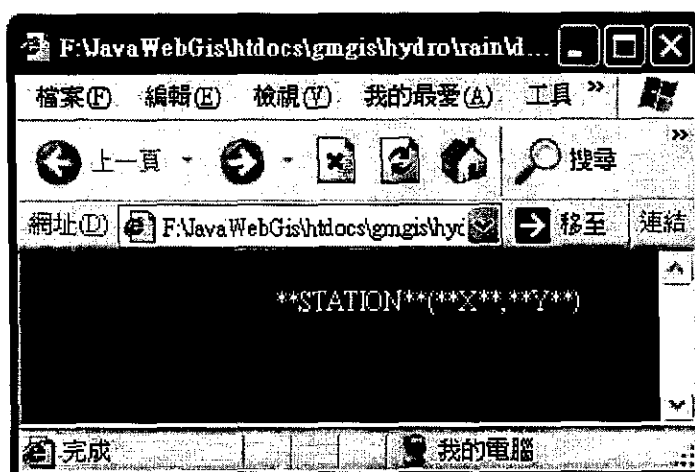 F:\JavaWebGis\htdocs\gmgis\hydro\rain\d...
檔案(F) 編輯(E) 檢視(V) 我的最愛(A) 工具 »
上一頁 搜尋 »
網址(D) F:\JavaWebGis\htdocs\gmgis\hyd 移至 連結
**STATION**(**X**,**Y**)
完成 我的電腦